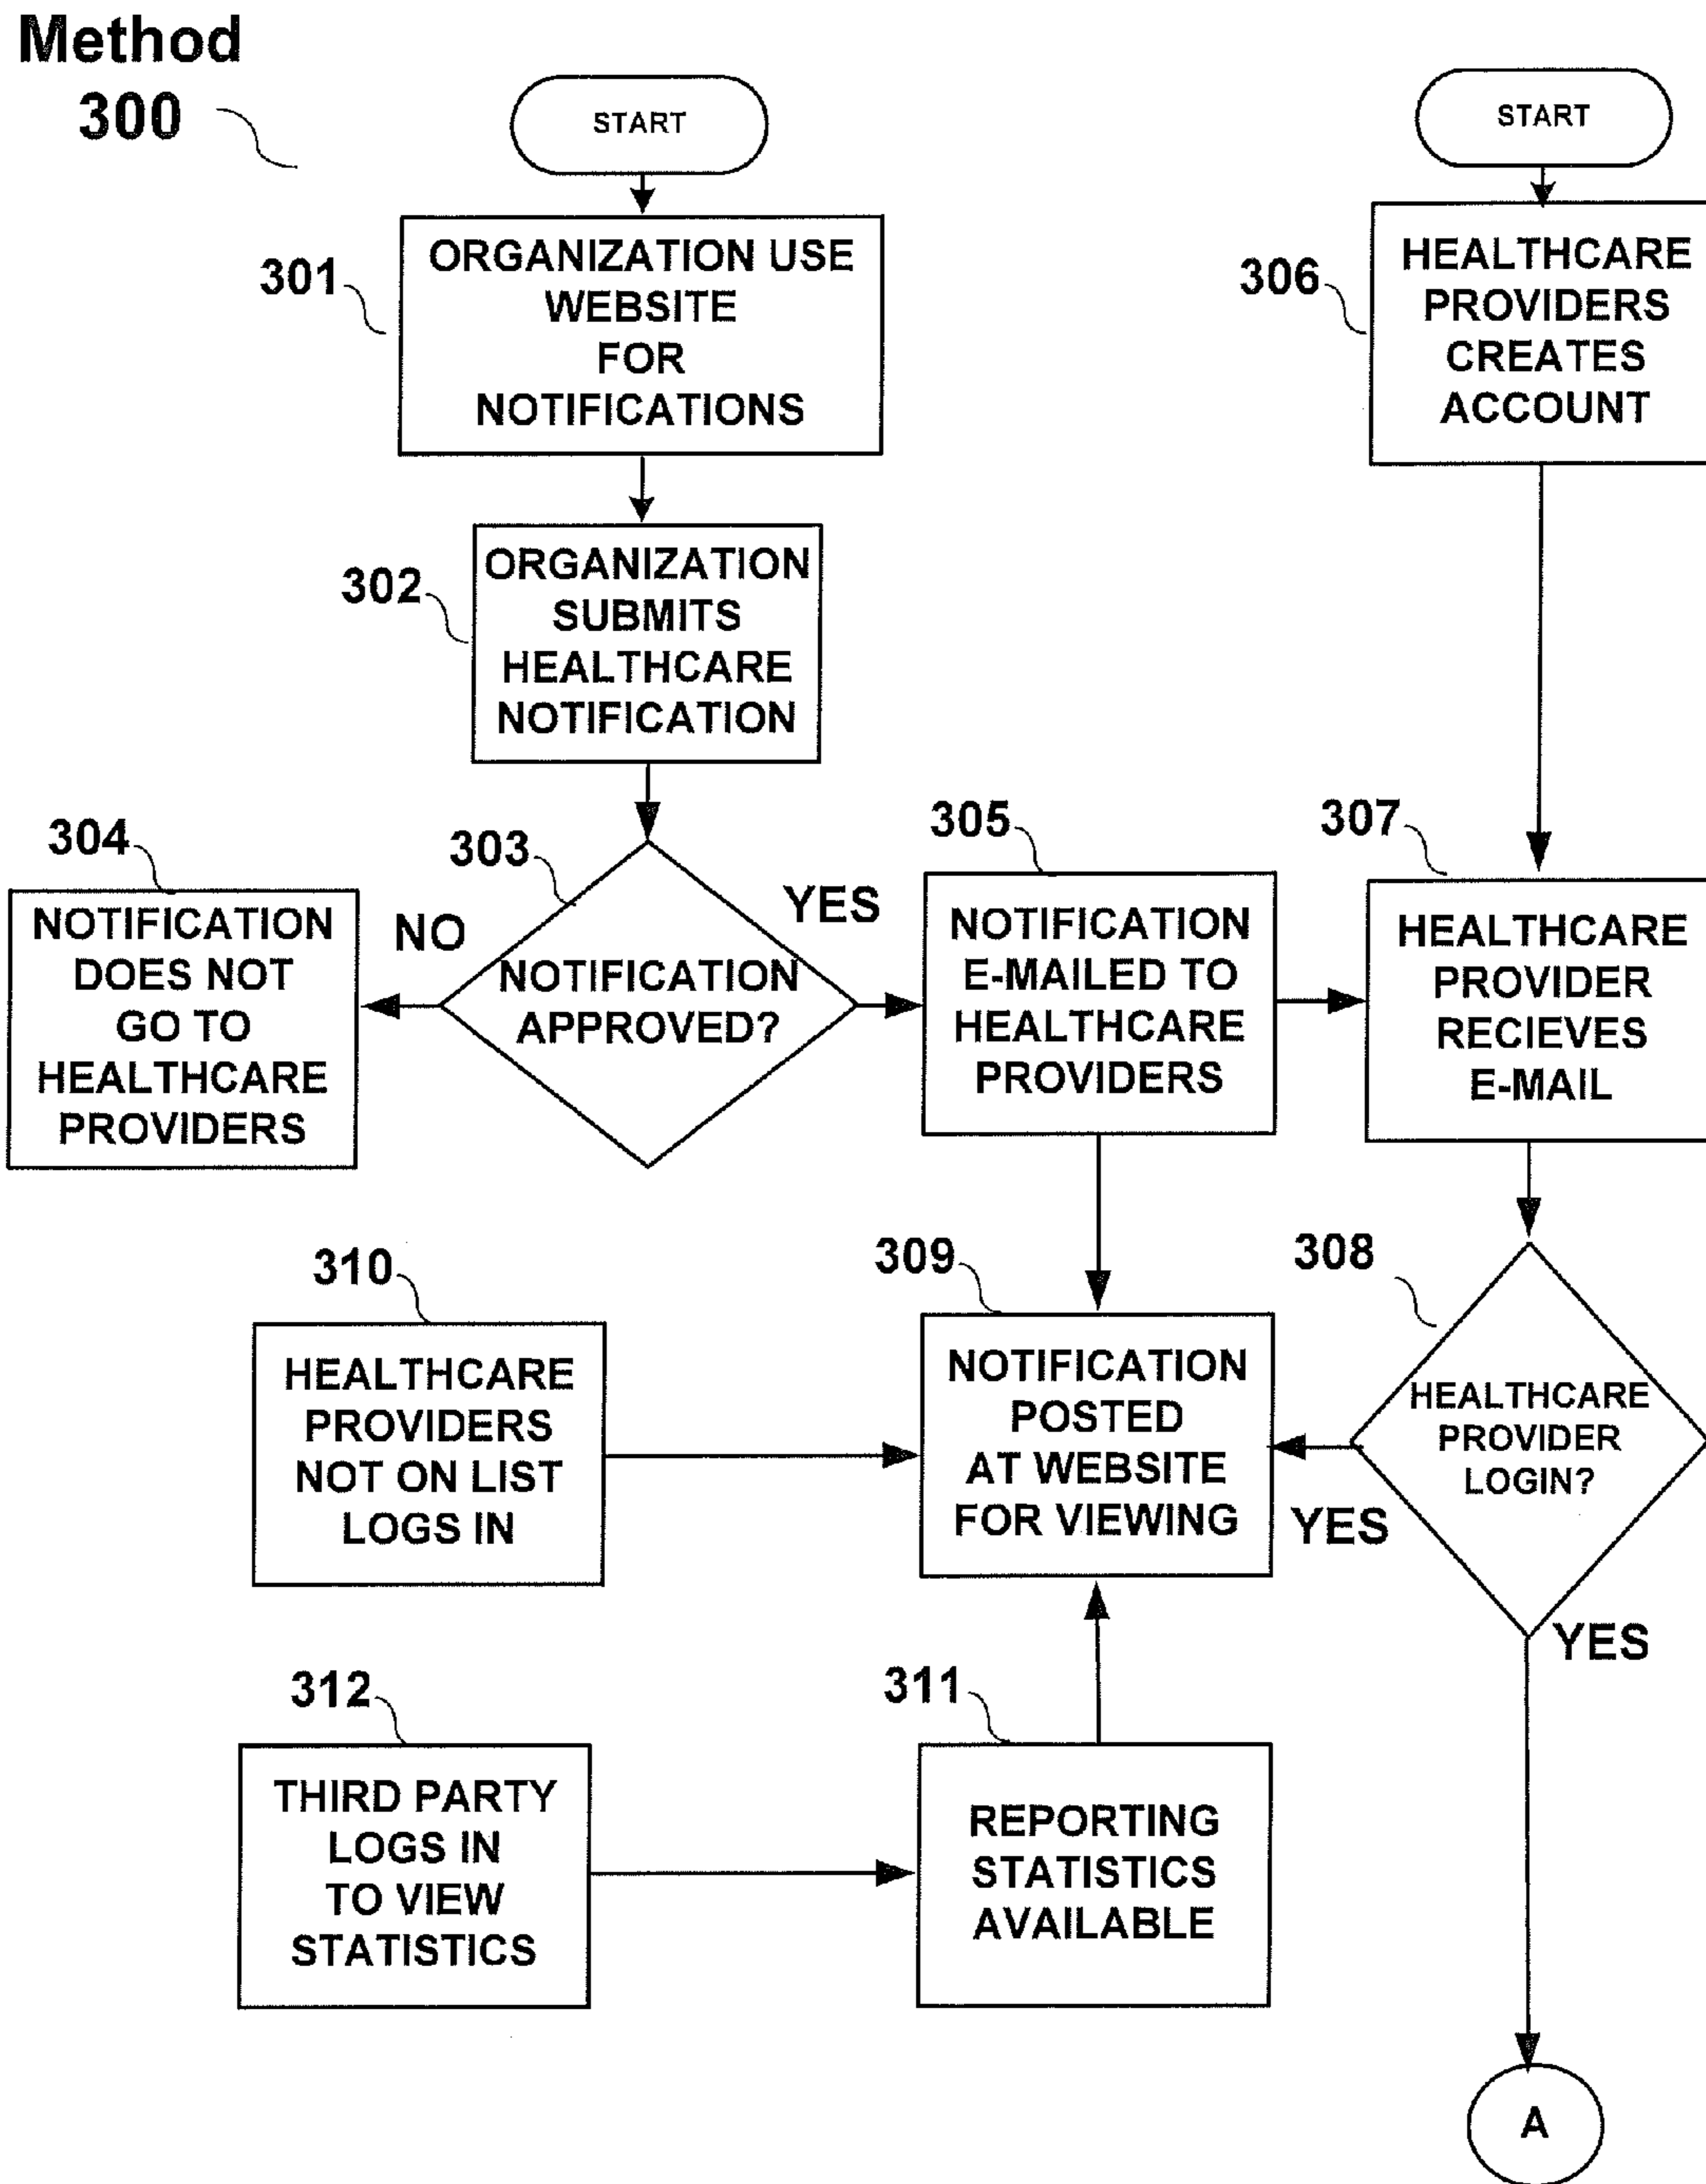 Method
300
START
START
301
ORGANIZATION USE
WEBSITE
FOR
NOTIFICATIONS
306
HEALTHCARE
PROVIDERS
CREATES
ACCOUNT
302
ORGANIZATION
SUBMITS
HEALTHCARE
NOTIFICATION
304
NOTIFICATION
DOES NOT
GO TO
HEALTHCARE
PROVIDERS
NO
303
NOTIFICATION
APPROVED?
YES
305
NOTIFICATION
E-MAILED TO
HEALTHCARE
PROVIDERS
307
HEALTHCARE
PROVIDER
RECIEVES
E-MAIL
310
HEALTHCARE
PROVIDERS
NOT ON LIST
LOGS IN
309
NOTIFICATION
POSTED
AT WEBSITE
FOR VIEWING
308
HEALTHCARE
PROVIDER
LOGIN?
YES
YES
312
THIRD PARTY
LOGS IN
TO VIEW
STATISTICS
311
REPORTING
STATISTICS
AVAILABLE
A